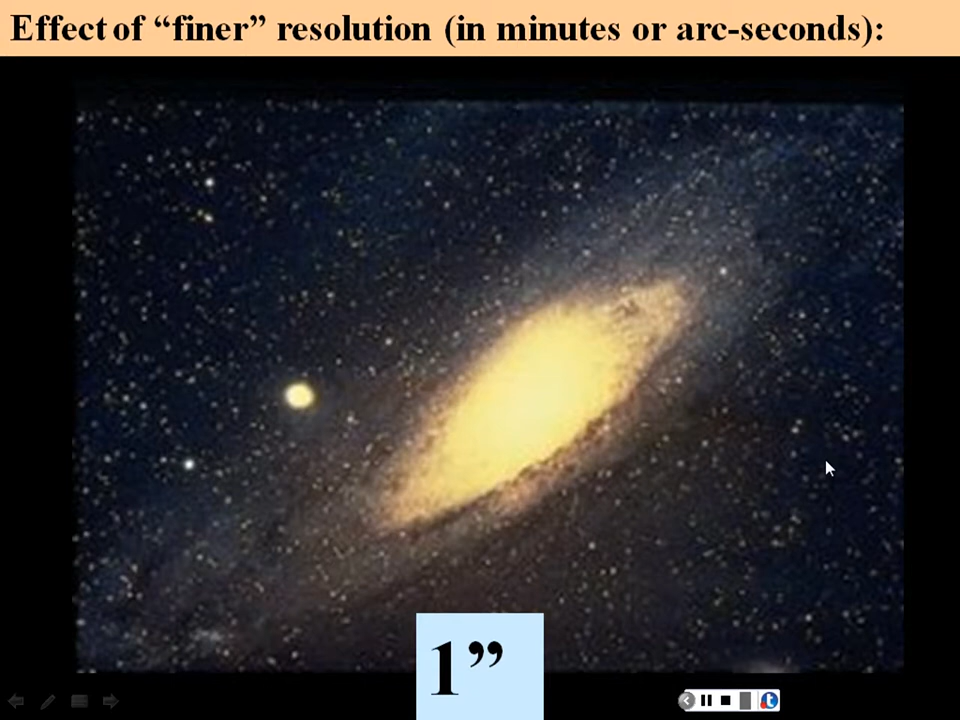 Effect of “finer” resolution (in minutes or arc-seconds):
1”
t